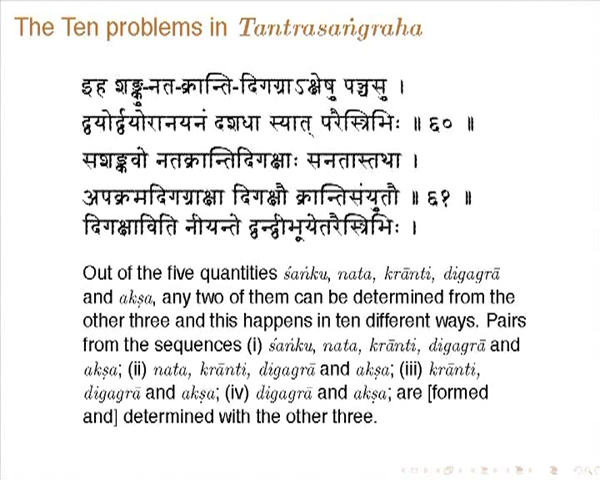 The Ten problems in Tantrasaṅgraha
इह शङ्कु-नत-क्रान्ति-दिगग्राऽक्षेषु पञ्चसु ।
द्वयोर्द्वयोरानयनं दशधा स्यात् परैस्त्रिभिः ॥ ६० ॥
सशङ्कवो नतक्रान्तिदिगक्षाः सनतास्तथा ।
अपक्रमदिगग्राक्षा दिगक्षौ क्रान्तिसंयुतौ ॥ ६१ ॥
दिगक्षाविति नीयन्ते द्वन्द्वीभूयेतरैस्त्रिभिः ।
Out of the five quantities śaṅku, nata, krānti, digagrā
and akṣa, any two of them can be determined from the
other three and this happens in ten different ways. Pairs
from the sequences (i) śaṅku, nata, krānti, digagrā and
akṣa; (ii) nata, krānti, digagrā and akṣa; (iii) krānti,
digagrā and akṣa; (iv) digagrā and akṣa; are [formed
and] determined with the other three.